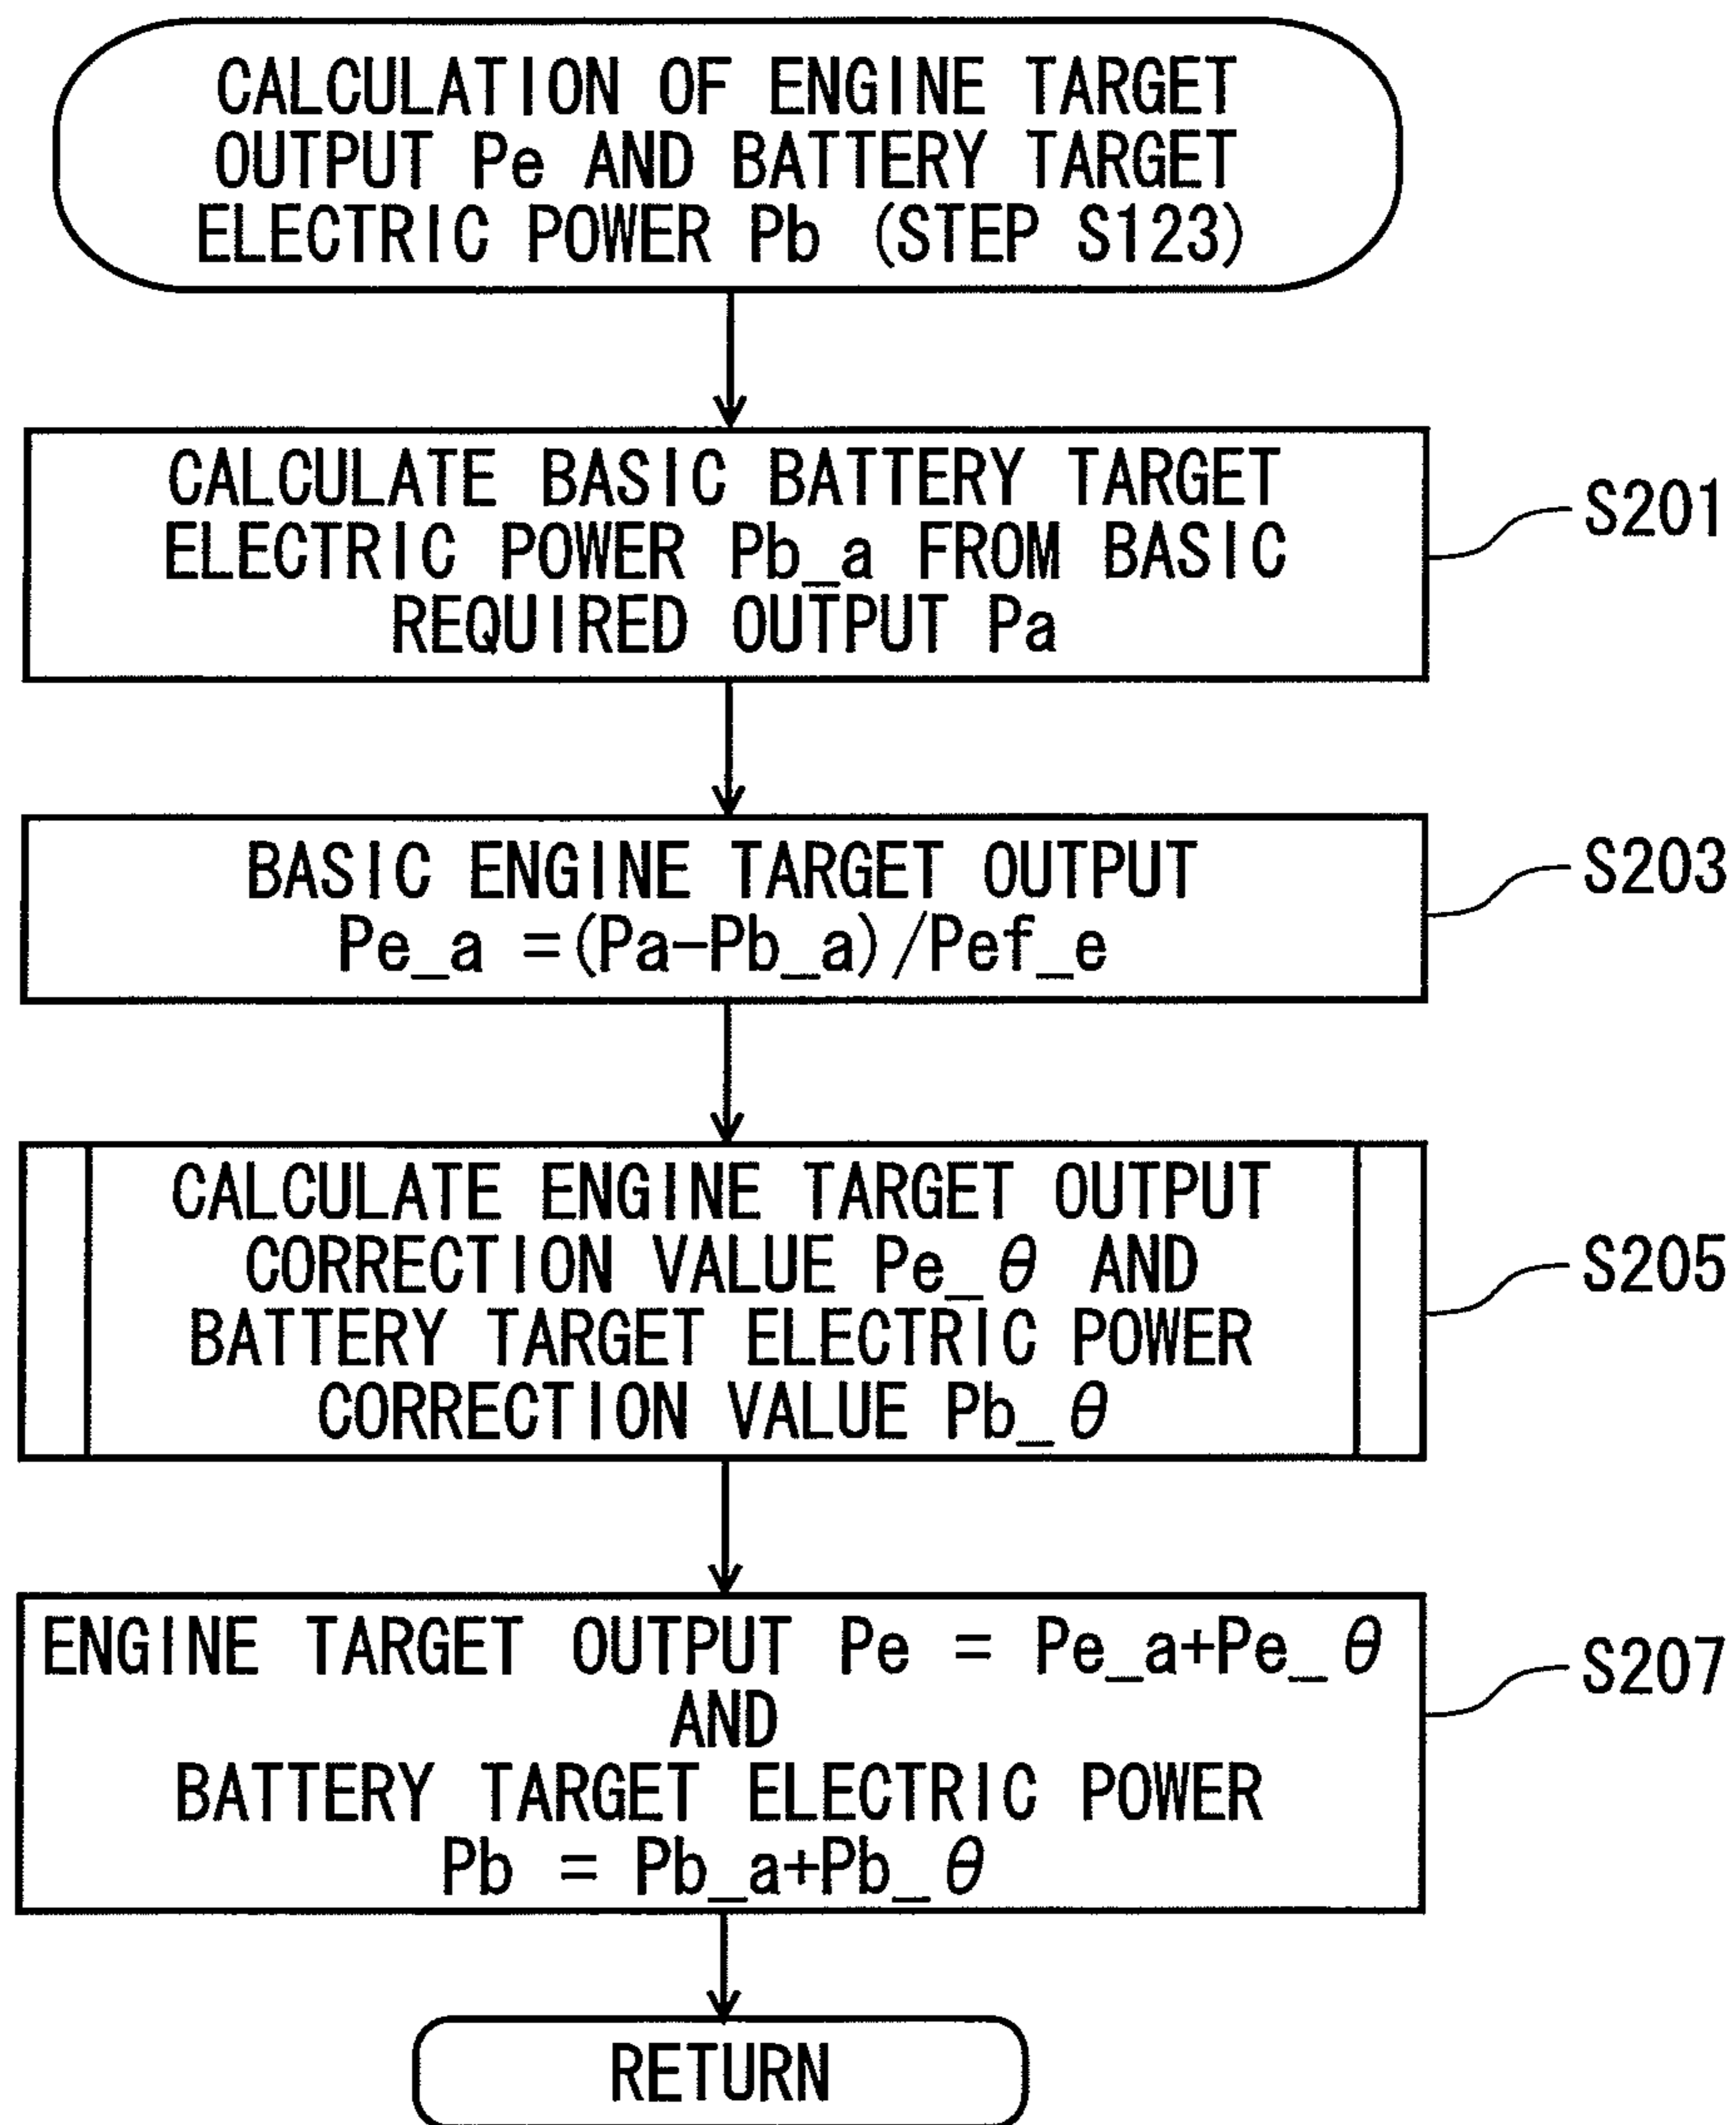 CALCULATION OF ENGINE TARGET
OUTPUT Pe AND BATTERY TARGET
ELECTRIC POWER Pb (STEP S123)
CALCULATE BASIC BATTERY TARGET
ELECTRIC POWER Pb_a FROM BASIC
REQUIRED OUTPUT Pa
S201
BASIC ENGINE TARGET OUTPUT
Pe_a =(Pa-Pb_a)/Pef_e
S203
CALCULATE ENGINE TARGET OUTPUT
CORRECTION VALUE Pe_θ AND
BATTERY TARGET ELECTRIC POWER
CORRECTION VALUE Pb_θ
S205
ENGINE TARGET OUTPUT Pe = Pe_a+Pe_θ
AND
BATTERY TARGET ELECTRIC POWER
Pb = Pb_a+Pb_θ
S207
RETURN